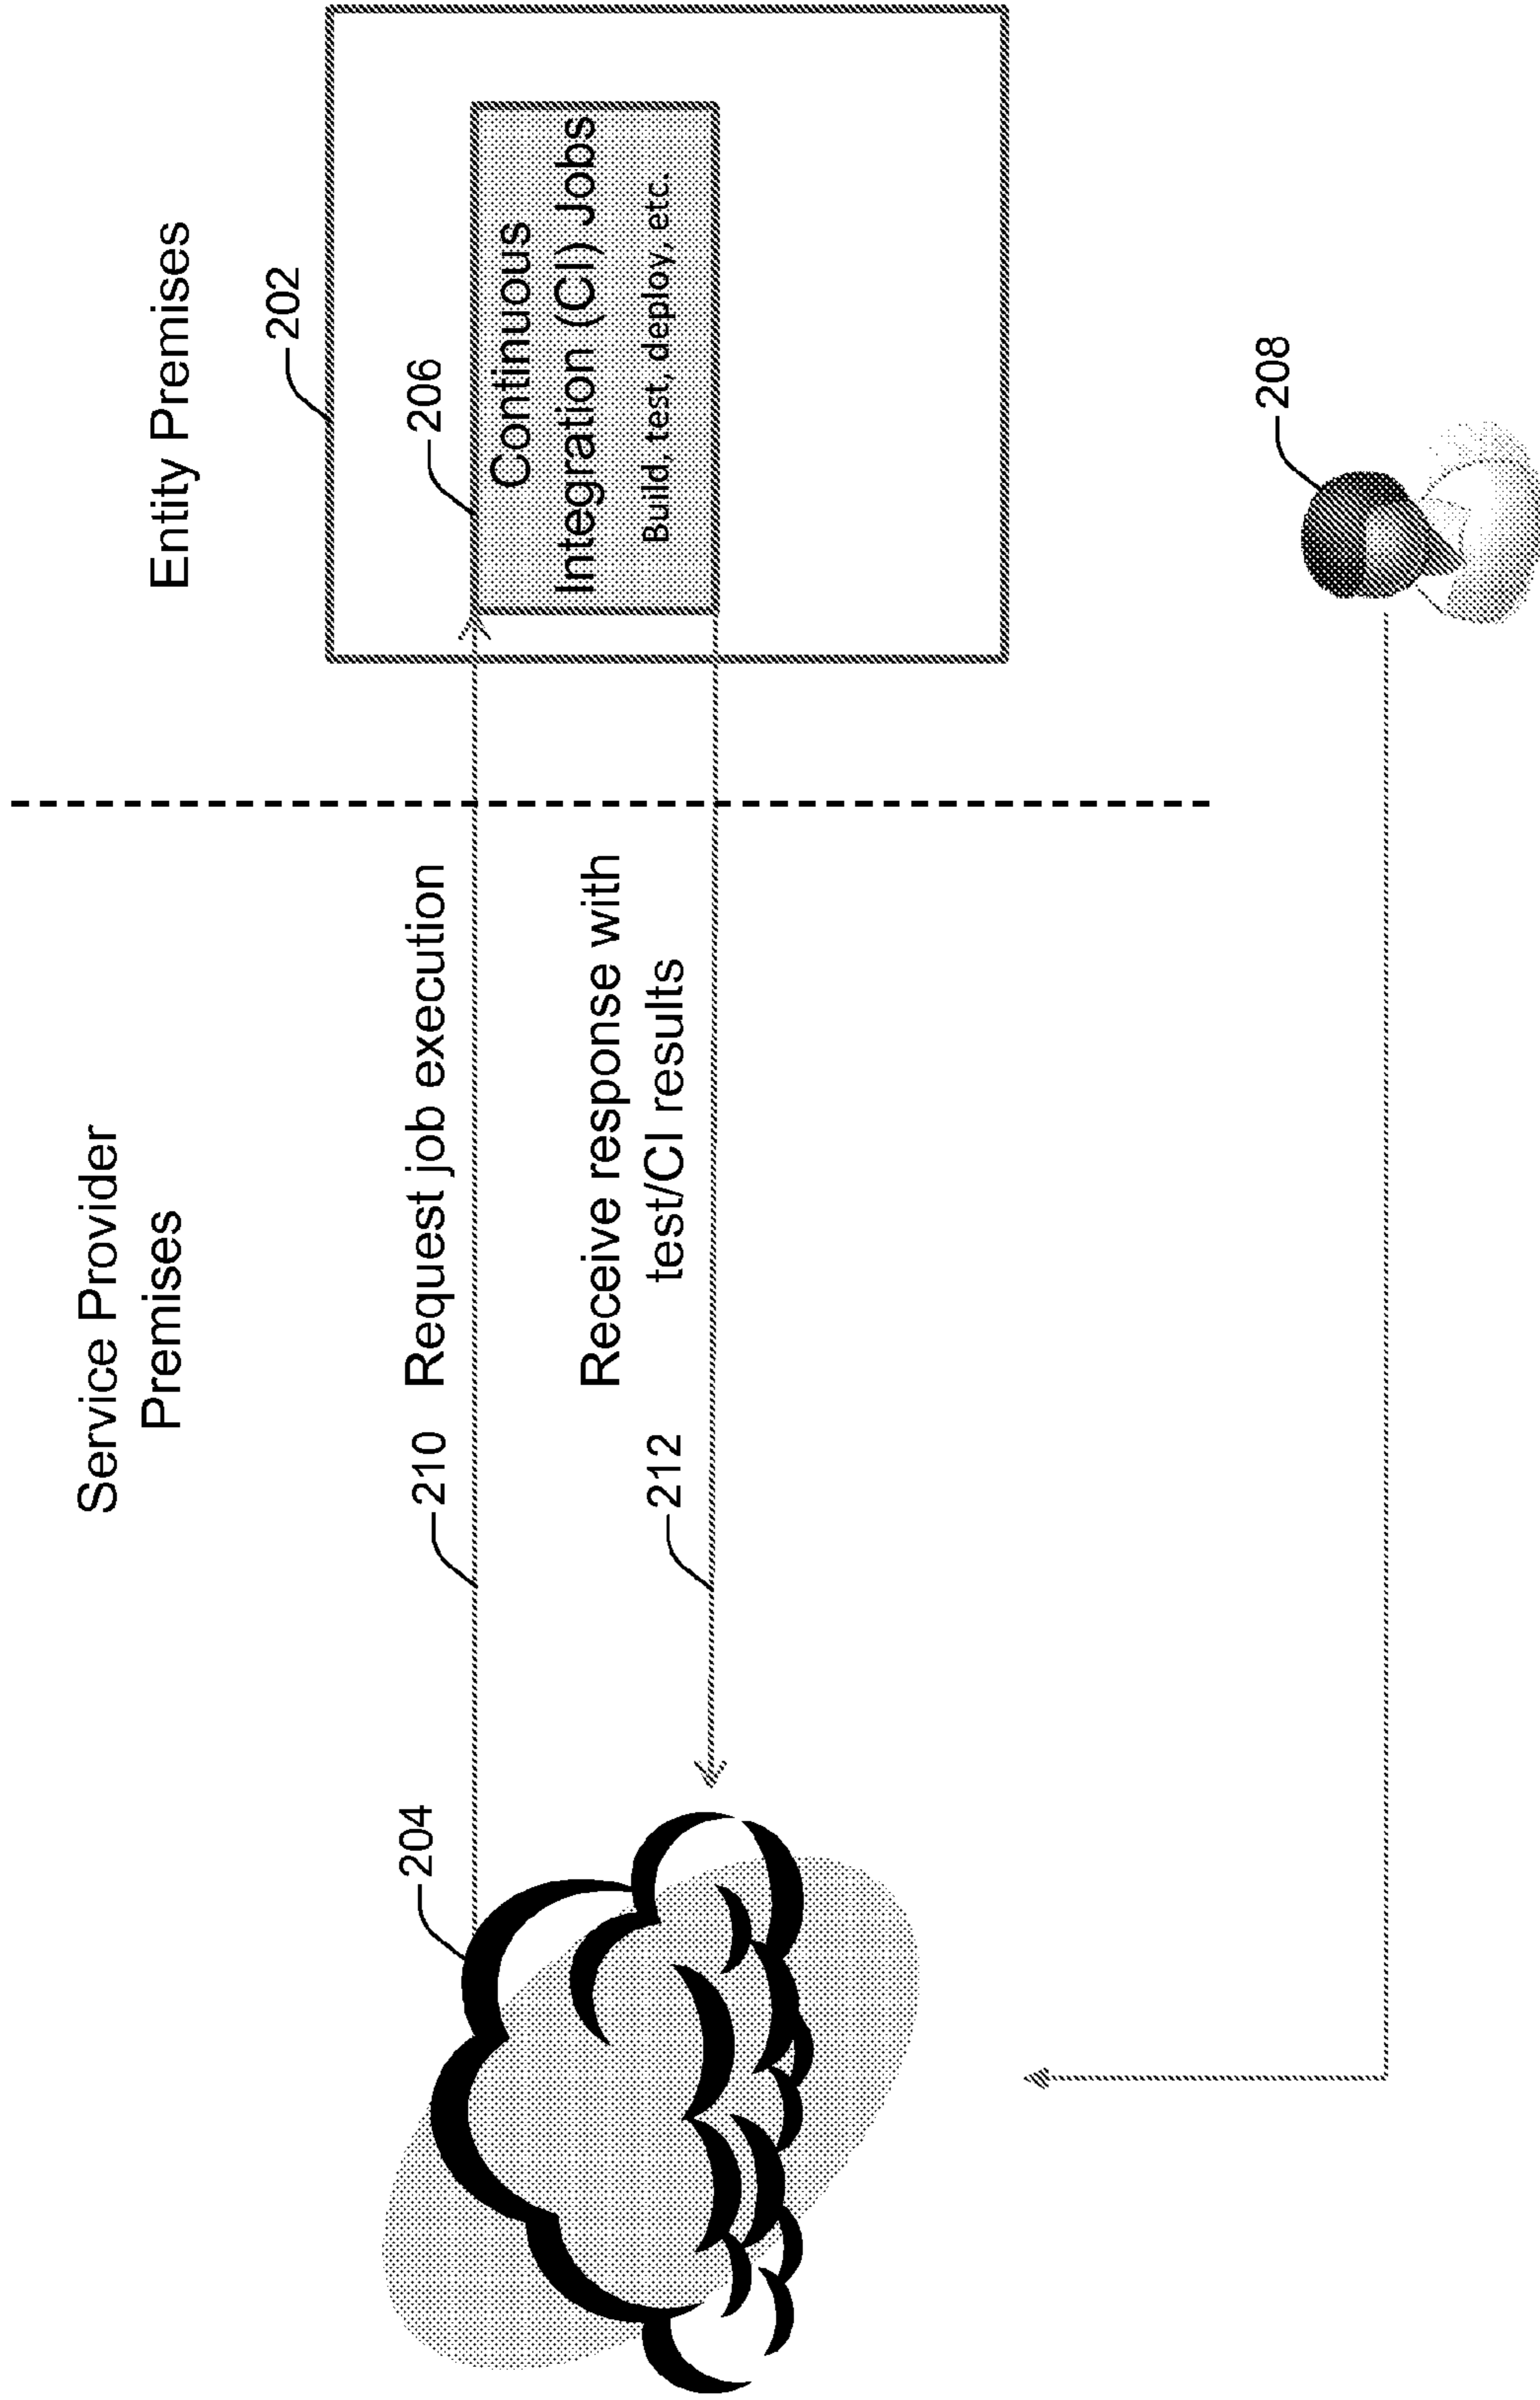 Service Provider
Premises
Entity Premises
202
204
210
Request job execution
206
Continuous
Integration (CI) Jobs
Build, test, deploy, etc.
212
Receive response with
test/CI results
208